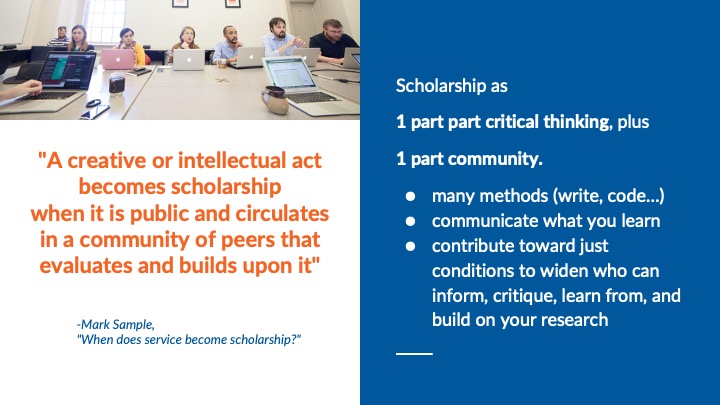 "A creative or intellectual act
becomes scholarship
when it is public and circulates
in a community of peers that
evaluates and builds upon it"
-Mark Sample,
"When does service become scholarship?"
Scholarship as
1 part part critical thinking, plus
1 part community.
● many methods (write, code...)
● communicate what you learn
● contribute toward just
conditions to widen who can
inform, critique, learn from, and
build on your research